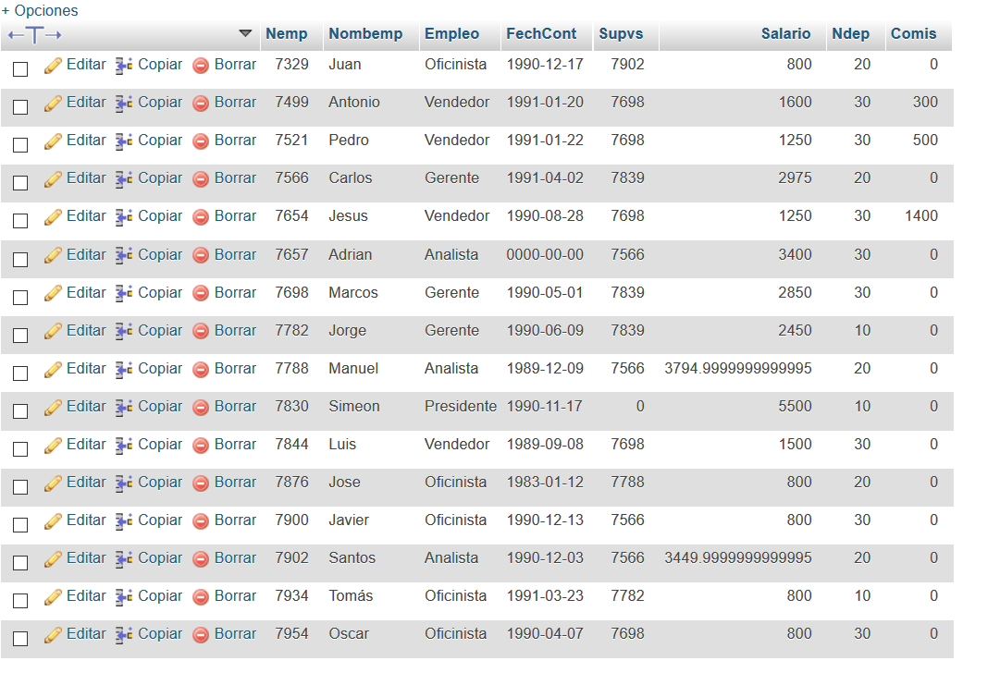 + Opciones
Nemp Nombemp Empleo FechCont Supvs Salario Ndep Comis
Editar Copiar Borrar 7329 Juan Oficinista 1990-12-17 7902 800 20 0
Editar Copiar Borrar 7499 Antonio Vendedor 1991-01-20 7698 1600 30 300
Editar Copiar Borrar 7521 Pedro Vendedor 1991-01-22 7698 1250 30 500
Editar Copiar Borrar 7566 Carlos Gerente 1991-04-02 7839 2975 20 0
Editar Copiar Borrar 7654 Jesus Vendedor 1990-08-28 7698 1250 30 1400
Editar Copiar Borrar 7657 Adrian Analista 0000-00-00 7566 3400 30 0
Editar Copiar Borrar 7698 Marcos Gerente 1990-05-01 7839 2850 30 0
Editar Copiar Borrar 7782 Jorge Gerente 1990-06-09 7839 2450 10 0
Editar Copiar Borrar 7788 Manuel Analista 1989-12-09 7566 3794.9999999999995 20 0
Editar Copiar Borrar 7830 Simeon Presidente 1990-11-17 0 5500 10 0
Editar Copiar Borrar 7844 Luis Vendedor 1989-09-08 7698 1500 30 0
Editar Copiar Borrar 7876 Jose Oficinista 1983-01-12 7788 800 20 0
Editar Copiar Borrar 7900 Javier Oficinista 1990-12-13 7566 800 30 0
Editar Copiar Borrar 7902 Santos Analista 1990-12-03 7566 3449.9999999999995 20 0
Editar Copiar Borrar 7934 Tomás Oficinista 1991-03-23 7782 800 10 0
Editar Copiar Borrar 7954 Oscar Oficinista 1990-04-07 7698 800 30 0